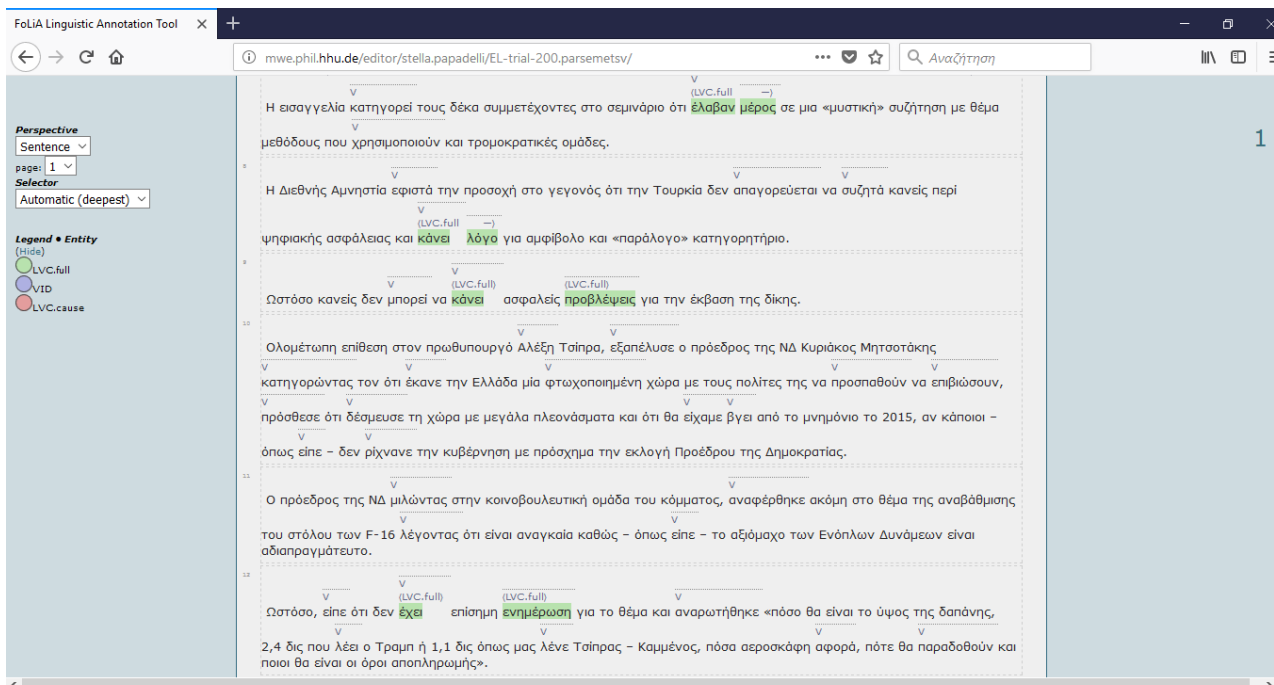 FoLiA Linguistic Annotation Tool
mwe.phil.hhu.de/editor/stella.papadelli/EL-trial-200.parsemetsv/
Αναζήτηση
Perspective
Sentence
page: 1
Selector
Automatic (deepest)
Legend • Entity
(Hide)
LVC.full
VID
LVC.cause
1
V V
(LVC.full —)
Η εισαγγελία κατηγορεί τους δέκα συμμετέχοντες στο σεμινάριο ότι έλαβαν μέρος σε μια «μυστική» συζήτηση με θέμα
V
μεθόδους που χρησιμοποιούν και τρομοκρατικές ομάδες.
8
V V V
Η Διεθνής Αμνηστία εφιστά την προσοχή στο γεγονός ότι την Τουρκία δεν απαγορεύεται να συζητά κανείς περί
V
(LVC.full —)
ψηφιακής ασφάλειας και κάνει λόγο για αμφίβολο και «παράλογο» κατηγορητήριο.
9
V V
(LVC.full) (LVC.full)
Ωστόσο κανείς δεν μπορεί να κάνει ασφαλείς προβλέψεις για την έκβαση της δίκης.
10
V V
Ολομέτωπη επίθεση στον πρωθυπουργό Αλέξη Τσίπρα, εξαπέλυσε ο πρόεδρος της ΝΔ Κυριάκος Μητσοτάκης
V V V V V
κατηγορώντας τον ότι έκανε την Ελλάδα μία φτωχοποιημένη χώρα με τους πολίτες της να προσπαθούν να επιβιώσουν,
V V V V
πρόσθεσε ότι δέσμευσε τη χώρα με μεγάλα πλεονάσματα και ότι θα είχαμε βγει από το μνημόνιο το 2015, αν κάποιοι –
V V
όπως είπε – δεν ρίχνανε την κυβέρνηση με πρόσχημα την εκλογή Προέδρου της Δημοκρατίας.
11
V V
Ο πρόεδρος της ΝΔ μιλώντας στην κοινοβουλευτική ομάδα του κόμματος, αναφέρθηκε ακόμη στο θέμα της αναβάθμισης
V V
του στόλου των F-16 λέγοντας ότι είναι αναγκαία καθώς – όπως είπε – το αξιόμαχο των Ενόπλων Δυνάμεων είναι
αδιαπραγμάτευτο.
12
V V V
(LVC.full) (LVC.full)
Ωστόσο, είπε ότι δεν έχει επίσημη ενημέρωση για το θέμα και αναρωτήθηκε «πόσο θα είναι το ύψος της δαπάνης,
V V V V
2,4 δις που λέει ο Τραμπ ή 1,1 δις όπως μας λένε Τσίπρας – Καμμένος, πόσα αεροσκάφη αφορά, πότε θα παραδοθούν και
ποιοι θα είναι οι όροι αποπληρωμής».